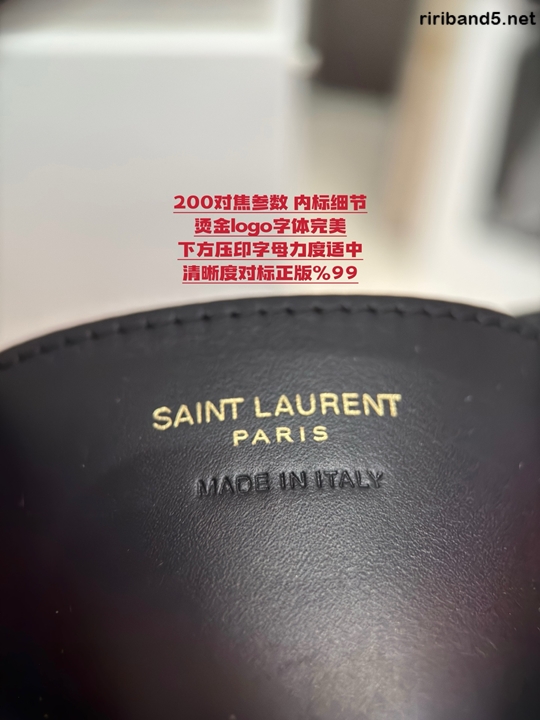 ririband5.net
200对焦参数 内标细节
烫金logo字体完美
下方压印字母力度适中
清晰度对标正版%99
SAINT LAURENT
PARIS
MADE IN ITALY